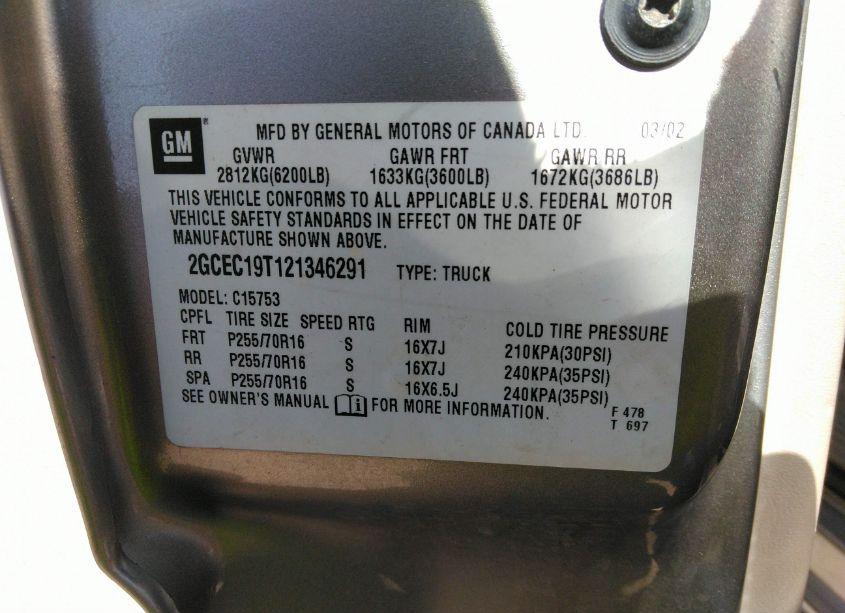 GM ® MFD BY GENERAL MOTORS OF CANADA LTD. 03/02
GVWR GAWR FRT GAWR RR
2812KG(6200LB) 1633KG(3600LB) 1672KG(3686LB)
THIS VEHICLE CONFORMS TO ALL APPLICABLE U.S. FEDERAL MOTOR
VEHICLE SAFETY STANDARDS IN EFFECT ON THE DATE OF
MANUFACTURE SHOWN ABOVE.
2GCEC19T121346291 TYPE: TRUCK
MODEL: C15753
CPFL TIRE SIZE SPEED RTG RIM COLD TIRE PRESSURE
FRT P255/70R16 S 16X7J 210KPA(30PSI)
RR P255/70R16 S 16X7J 240KPA(35PSI)
SPA P255/70R16 S 16X6.5J 240KPA(35PSI)
SEE OWNER'S MANUAL i FOR MORE INFORMATION. F 478
T 697